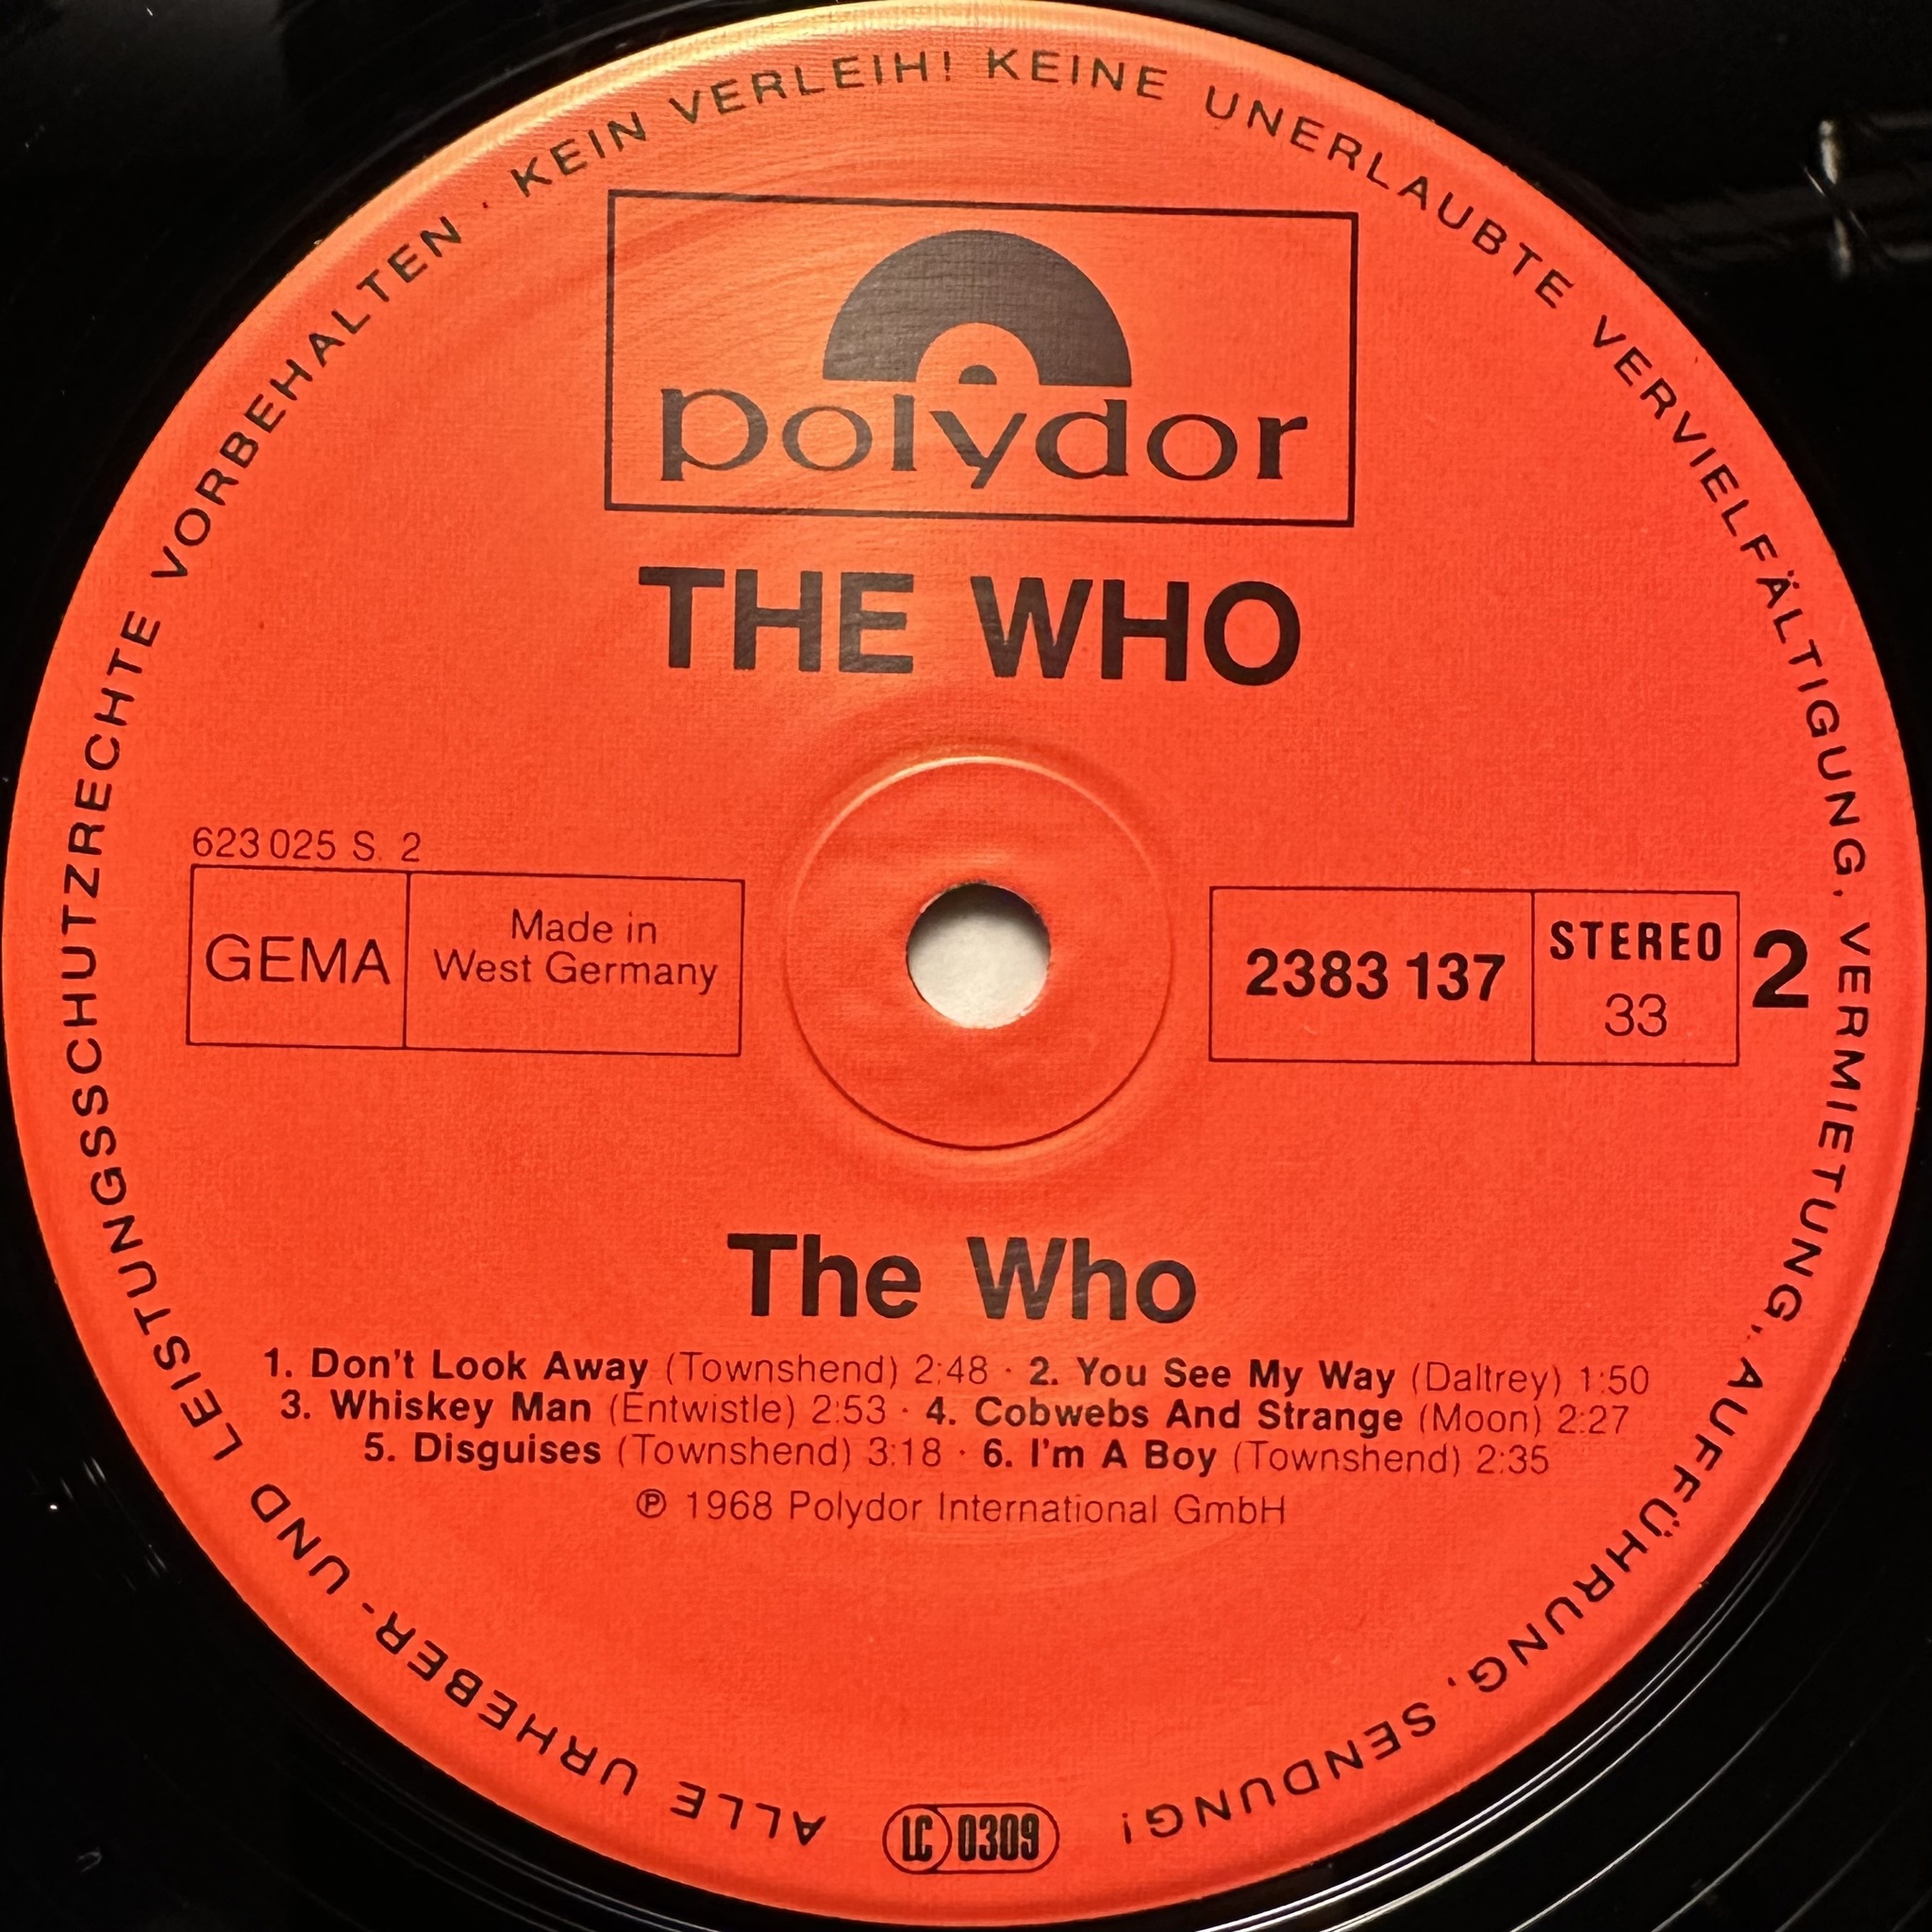 ALLE URHEBER- UND LEISTUNGSSCHUTZRECHTE VORBEHALTEN · KEIN VERLEIH! KEINE UNERLAUBTE VERVIELFÄLTIGUNG, VERMIETUNG, AUFFÜHRUNG, SENDUNG!
polydor
THE WHO
623 025 S. 2
GEMA
Made in
West Germany
2383 137
STEREO
33
2
The Who
1. Don't Look Away (Townshend) 2:48 · 2. You See My Way (Daltrey) 1:50
3. Whiskey Man (Entwistle) 2:53 · 4. Cobwebs And Strange (Moon) 2:27
5. Disguises (Townshend) 3:18 · 6. I'm A Boy (Townshend) 2:35
℗ 1968 Polydor International GmbH
LC 0309